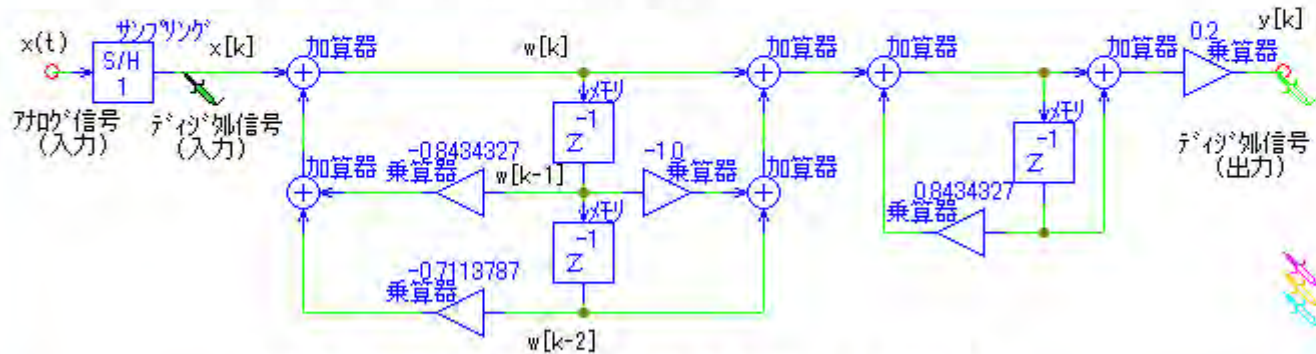 x(t)
サンプリング
S/H
1
x[k]
アナログ信号
(入力)
ディジタル信号
(入力)
加算器
w[k]
メモリ
Z⁻¹
加算器
-0.8434327
乗算器
w[k-1]
-1.0
乗算器
加算器
メモリ
Z⁻¹
-0.7113787
乗算器
w[k-2]
加算器
加算器
メモリ
Z⁻¹
0.8434327
乗算器
加算器
0.2
乗算器
y[k]
ディジタル信号
(出力)